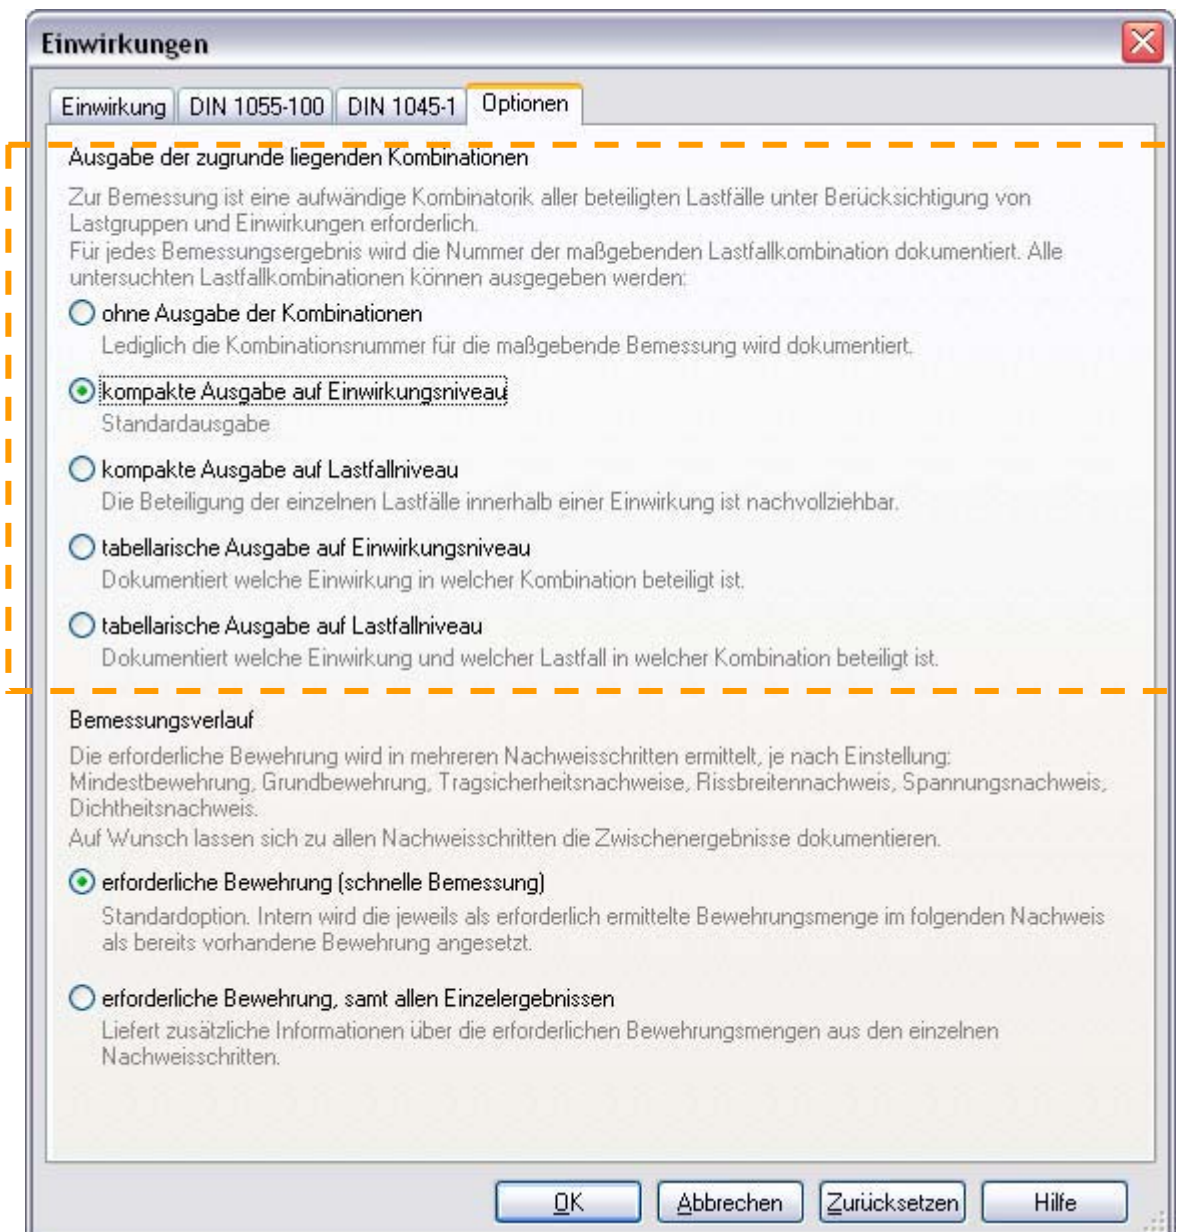 Einwirkungen
Einwirkung DIN 1055-100 DIN 1045-1 Optionen
Ausgabe der zugrunde liegenden Kombinationen
Zur Bemessung ist eine aufwändige Kombinatorik aller beteiligten Lastfälle unter Berücksichtigung von
Lastgruppen und Einwirkungen erforderlich.
Für jedes Bemessungsergebnis wird die Nummer der maßgebenden Lastfallkombination dokumentiert. Alle
untersuchten Lastfallkombinationen können ausgegeben werden:
ohne Ausgabe der Kombinationen
Lediglich die Kombinationsnummer für die maßgebende Bemessung wird dokumentiert.
kompakte Ausgabe auf Einwirkungsniveau
Standardausgabe
kompakte Ausgabe auf Lastfallniveau
Die Beteiligung der einzelnen Lastfälle innerhalb einer Einwirkung ist nachvollziehbar.
tabellarische Ausgabe auf Einwirkungsniveau
Dokumentiert welche Einwirkung in welcher Kombination beteiligt ist.
tabellarische Ausgabe auf Lastfallniveau
Dokumentiert welche Einwirkung und welcher Lastfall in welcher Kombination beteiligt ist.
Bemessungsverlauf
Die erforderliche Bewehrung wird in mehreren Nachweisschritten ermittelt, je nach Einstellung:
Mindestbewehrung, Grundbewehrung, Tragsicherheitsnachweise, Rissbreitennachweis, Spannungsnachweis,
Dichtheitsnachweis.
Auf Wunsch lassen sich zu allen Nachweisschritten die Zwischenergebnisse dokumentieren.
erforderliche Bewehrung (schnelle Bemessung)
Standardoption. Intern wird die jeweils als erforderlich ermittelte Bewehrungsmenge im folgenden Nachweis
als bereits vorhandene Bewehrung angesetzt.
erforderliche Bewehrung, samt allen Einzelergebnissen
Liefert zusätzliche Informationen über die erforderlichen Bewehrungsmengen aus den einzelnen
Nachweisschritten.
OK Abbrechen Zurücksetzen Hilfe